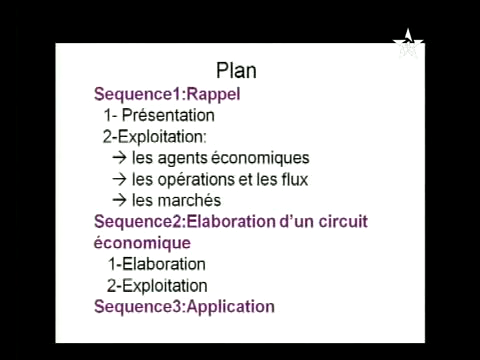 Plan
Sequence1:Rappel
1- Présentation
2-Exploitation:
→ les agents économiques
→ les opérations et les flux
→ les marchés
Sequence2:Elaboration d'un circuit
économique
1-Elaboration
2-Exploitation
Sequence3:Application